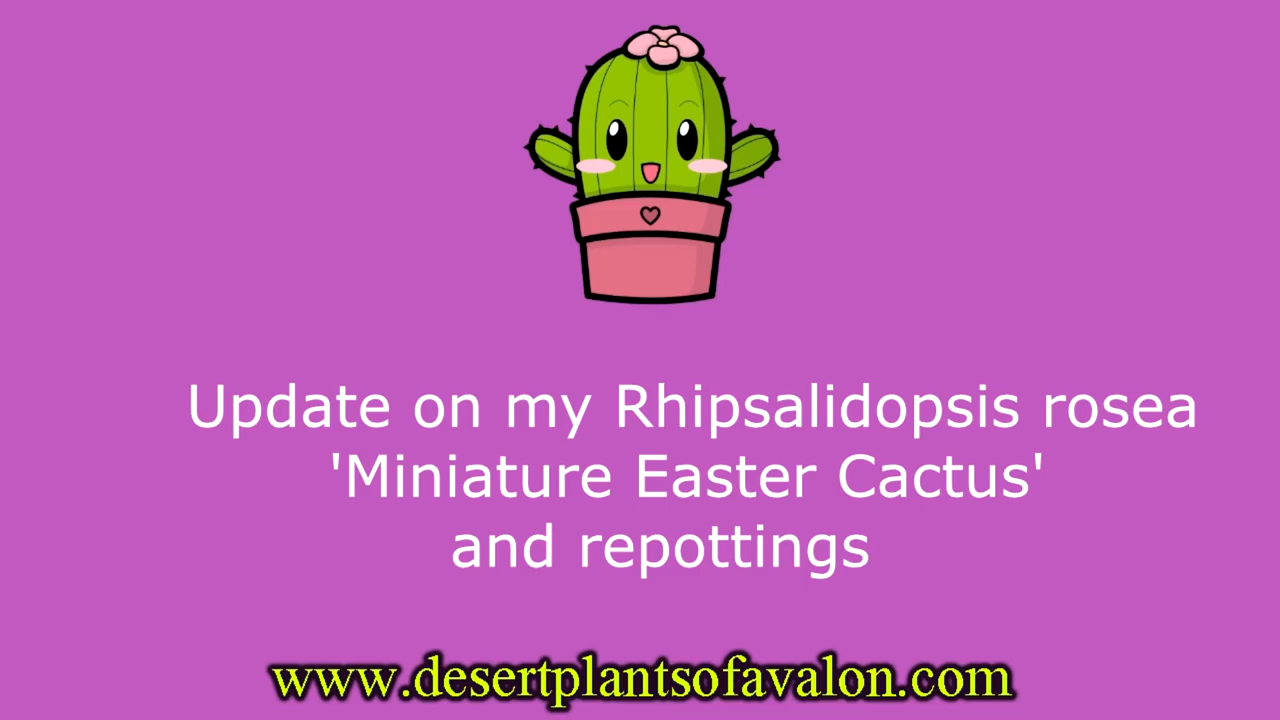 Update on my Rhipsalidopsis rosea
'Miniature Easter Cactus'
and repottings
www.desertplantsofavalon.com